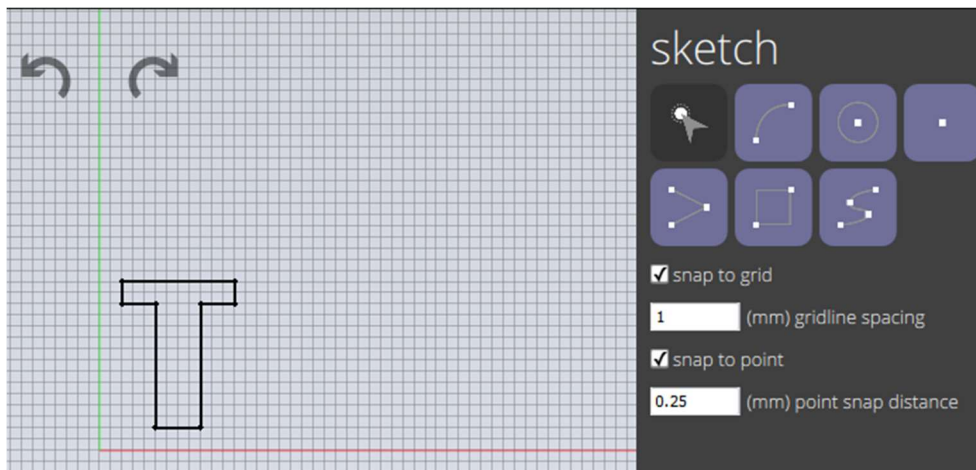 sketch
snap to grid
1 (mm) gridline spacing
snap to point
0.25 (mm) point snap distance